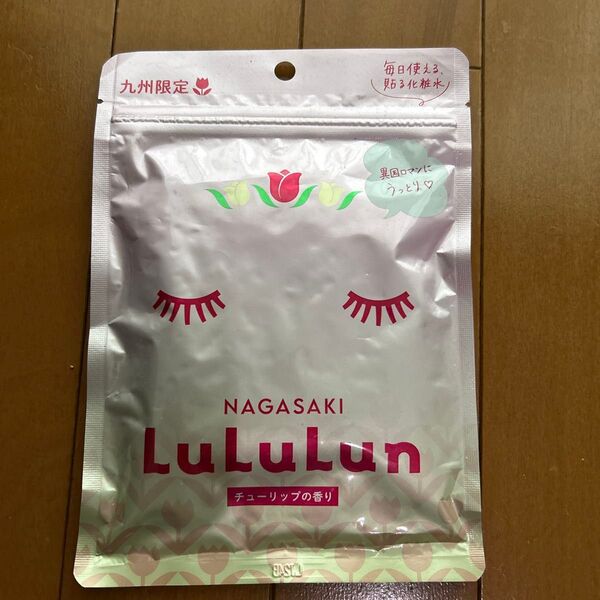 九州限定
毎日使える、
貼る化粧水
異国ロマンに
うっとり♡
NAGASAKI
LuLuLun
チューリップの香り